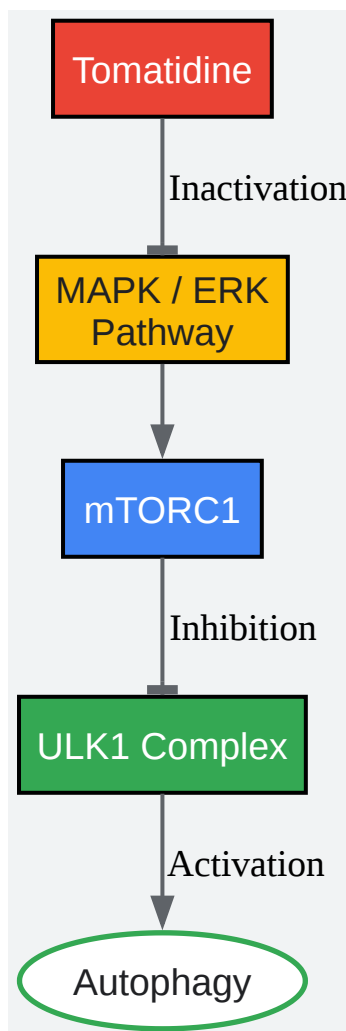 Tomatidine
Inactivation
MAPK / ERK
Pathway
mTORC1
Inhibition
ULK1 Complex
Activation
Autophagy